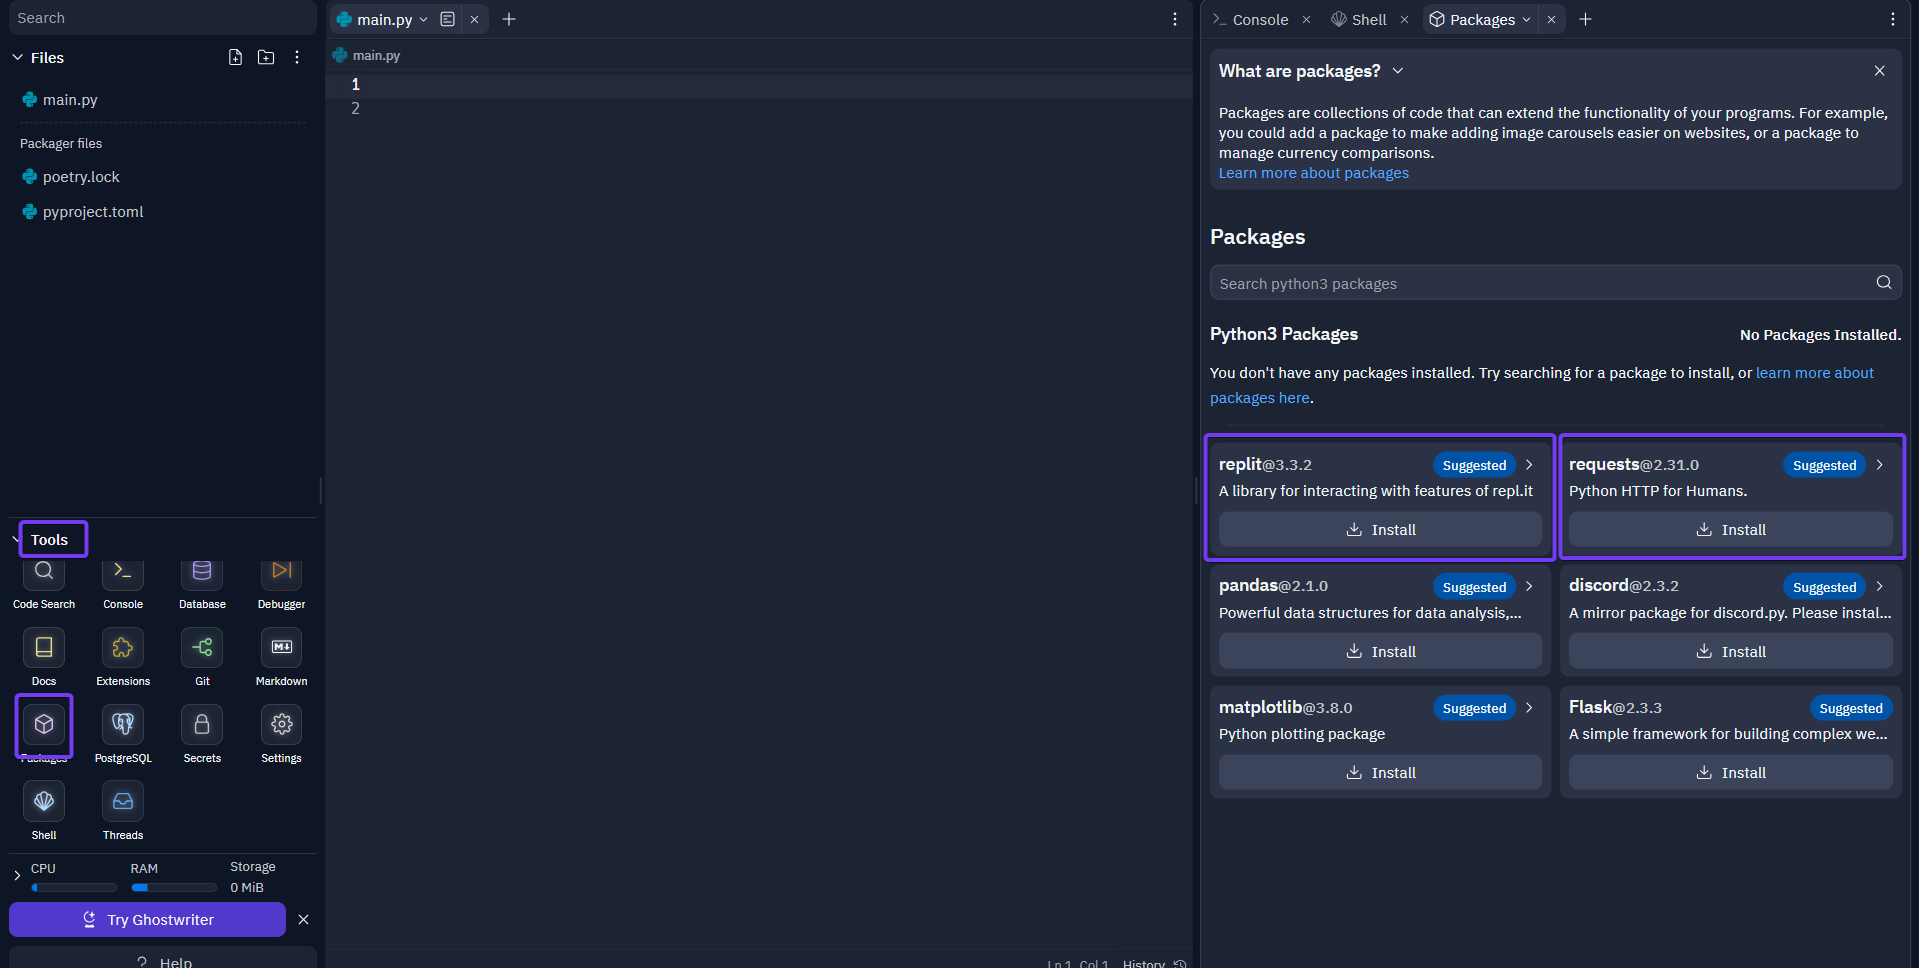 Search
Files
main.py
Packager files
poetry.lock
pyproject.toml
Tools
Code Search
Console
Database
Debugger
Docs
Extensions
Git
Markdown
Packages
PostgreSQL
Secrets
Settings
Shell
Threads
CPU
RAM
Storage
0 MiB
Try Ghostwriter
? Help
main.py
main.py
1
2
Ln 1, Col 1
History
Console
Shell
Packages
What are packages?
Packages are collections of code that can extend the functionality of your programs. For example,
you could add a package to make adding image carousels easier on websites, or a package to
manage currency comparisons.
Learn more about packages
Packages
Search python3 packages
Python3 Packages
No Packages Installed.
You don't have any packages installed. Try searching for a package to install, or learn more about
packages here.
replit@3.3.2
Suggested
A library for interacting with features of repl.it
Install
requests@2.31.0
Suggested
Python HTTP for Humans.
Install
pandas@2.1.0
Suggested
Powerful data structures for data analysis,...
Install
discord@2.3.2
Suggested
A mirror package for discord.py. Please instal...
Install
matplotlib@3.8.0
Suggested
Python plotting package
Install
Flask@2.3.3
Suggested
A simple framework for building complex we...
Install